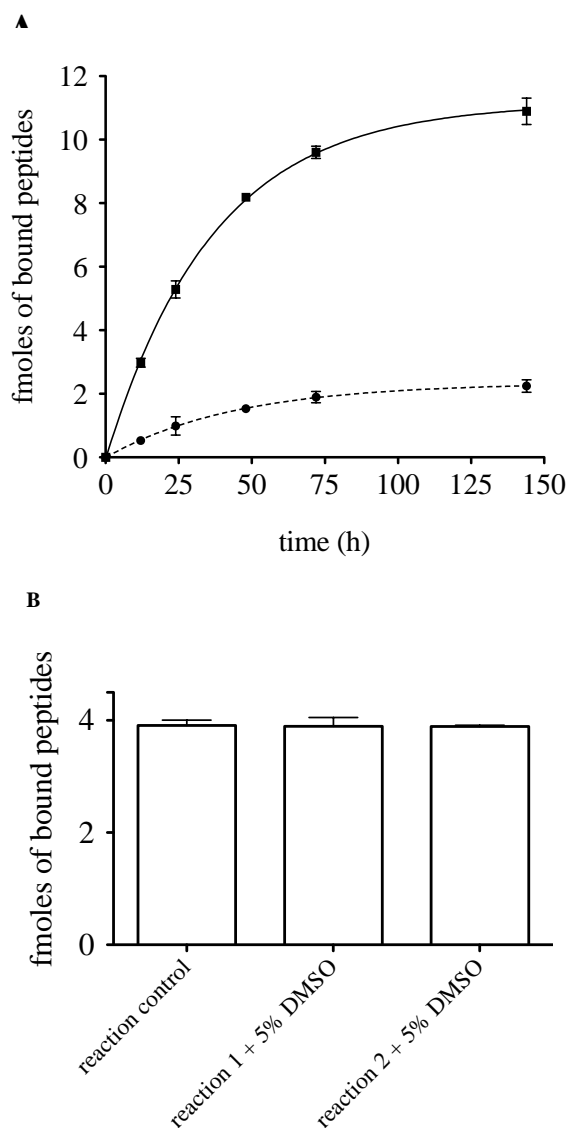 A
fmoles of bound peptides
12
10
8
6
4
2
0
0 25 50 75 100 125 150
time (h)
B
fmoles of bound peptides
4
2
0
reaction control
reaction 1 + 5% DMSO
reaction 2 + 5% DMSO